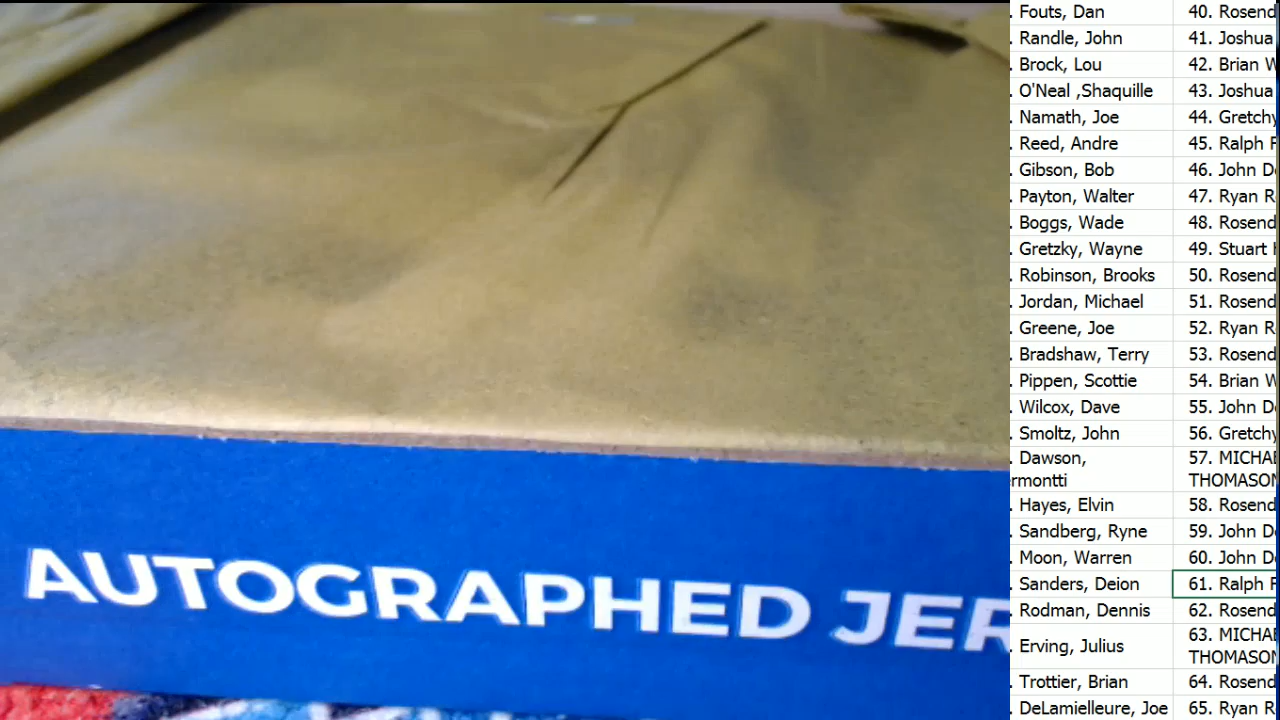 . Fouts, Dan 40. Rosend
. Randle, John 41. Joshua
. Brock, Lou 42. Brian W
. O'Neal ,Shaquille 43. Joshua
. Namath, Joe 44. Gretchy
. Reed, Andre 45. Ralph
. Gibson, Bob 46. John D
. Payton, Walter 47. Ryan R
. Boggs, Wade 48. Rosend
. Gretzky, Wayne 49. Stuart
. Robinson, Brooks 50. Rosend
. Jordan, Michael 51. Rosend
. Greene, Joe 52. Ryan R
. Bradshaw, Terry 53. Rosend
. Pippen, Scottie 54. Brian W
. Wilcox, Dave 55. John D
. Smoltz, John 56. Gretchy
. Dawson, 57. MICHAE
rmontti THOMASON
. Hayes, Elvin 58. Rosend
. Sandberg, Ryne 59. John D
. Moon, Warren 60. John D
. Sanders, Deion 61. Ralph
. Rodman, Dennis 62. Rosend
. Erving, Julius 63. MICHAE
THOMASON
. Trottier, Brian 64. Rosend
. DeLamielleure, Joe 65. Ryan R
AUTOGRAPHED JER